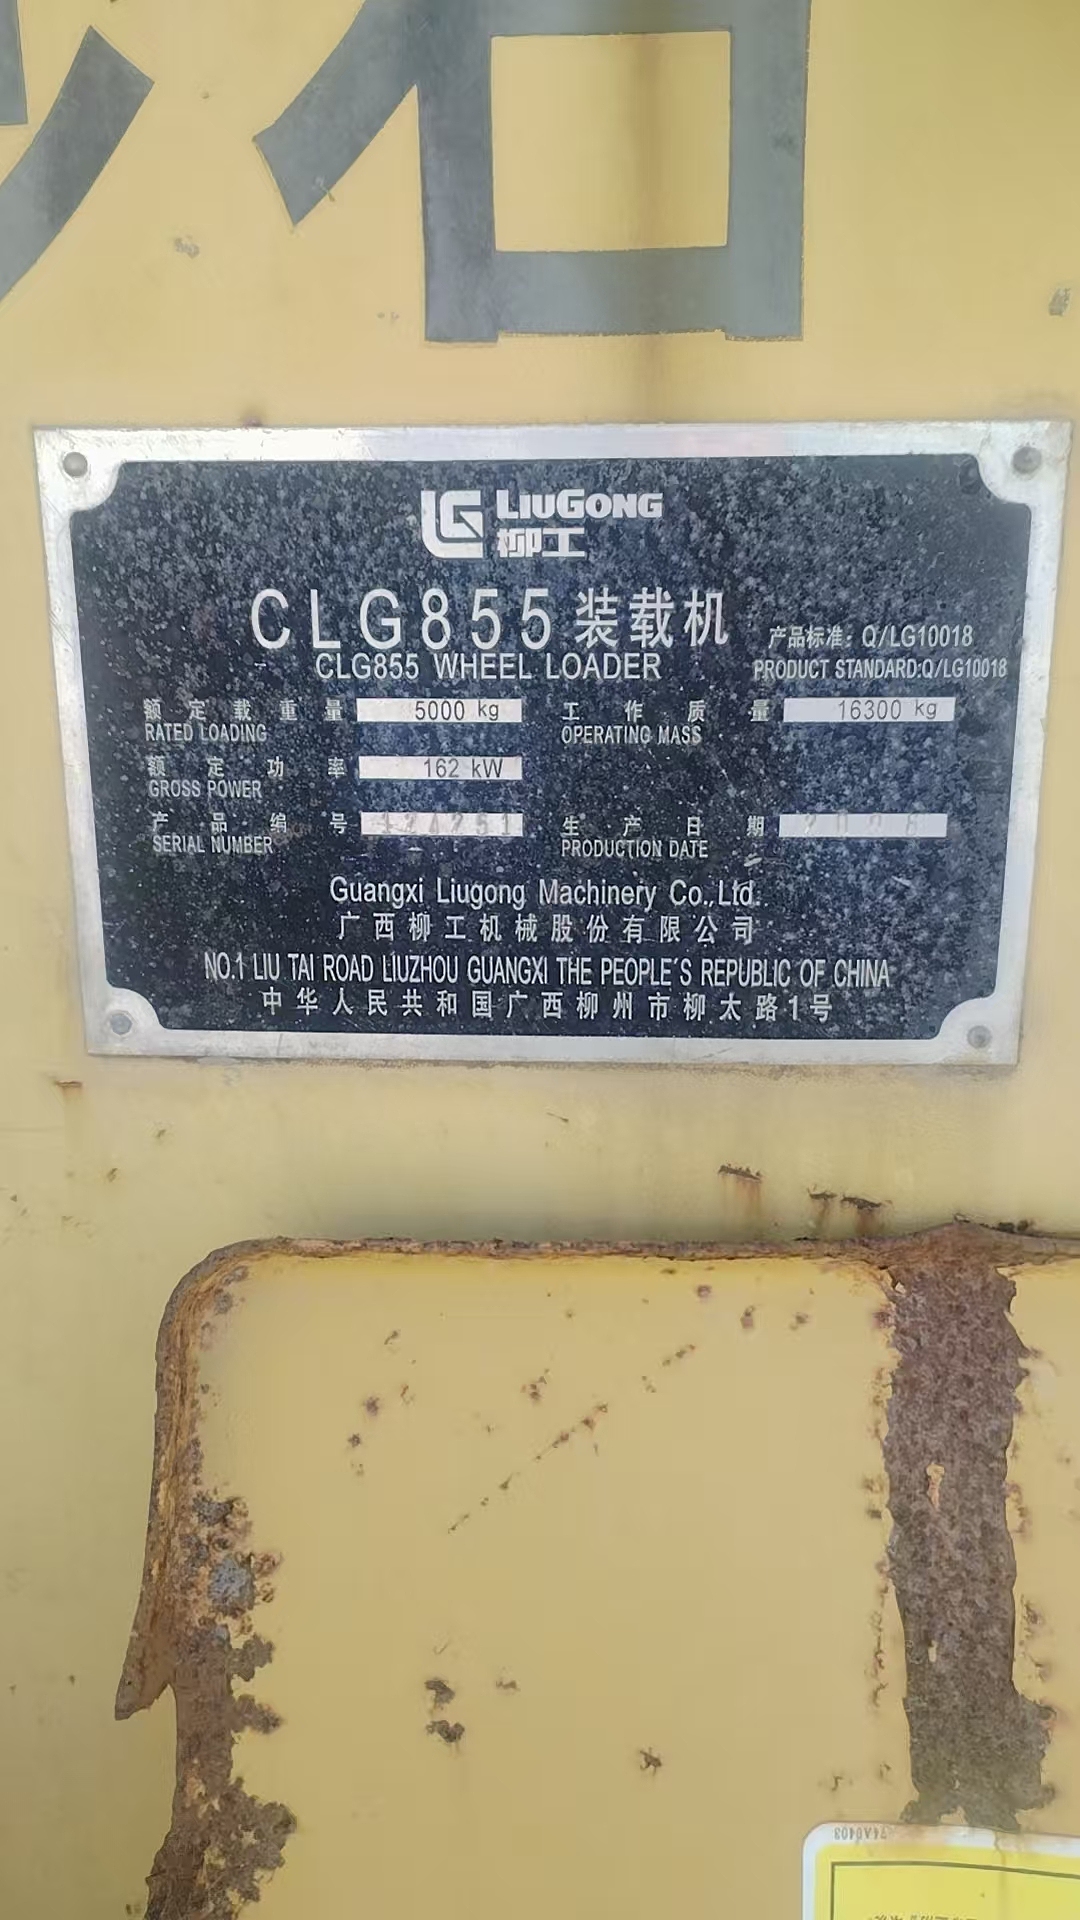 石
LG LIUGONG
柳工
CLG855装载机
CLG855 WHEEL LOADER
产品标准: Q/LG10018
PRODUCT STANDARD:Q/LG10018
额定载重量 5000 kg
RATED LOADING
工作质量 16300 kg
OPERATING MASS
额定功率 162 kW
GROSS POWER
产品编号
SERIAL NUMBER
生产日期
PRODUCTION DATE
Guangxi Liugong Machinery Co.,Ltd.
广西柳工机械股份有限公司
NO.1 LIU TAI ROAD LIUZHOU GUANGXI THE PEOPLE'S REPUBLIC OF CHINA
中华人民共和国广西柳州市柳太路1号